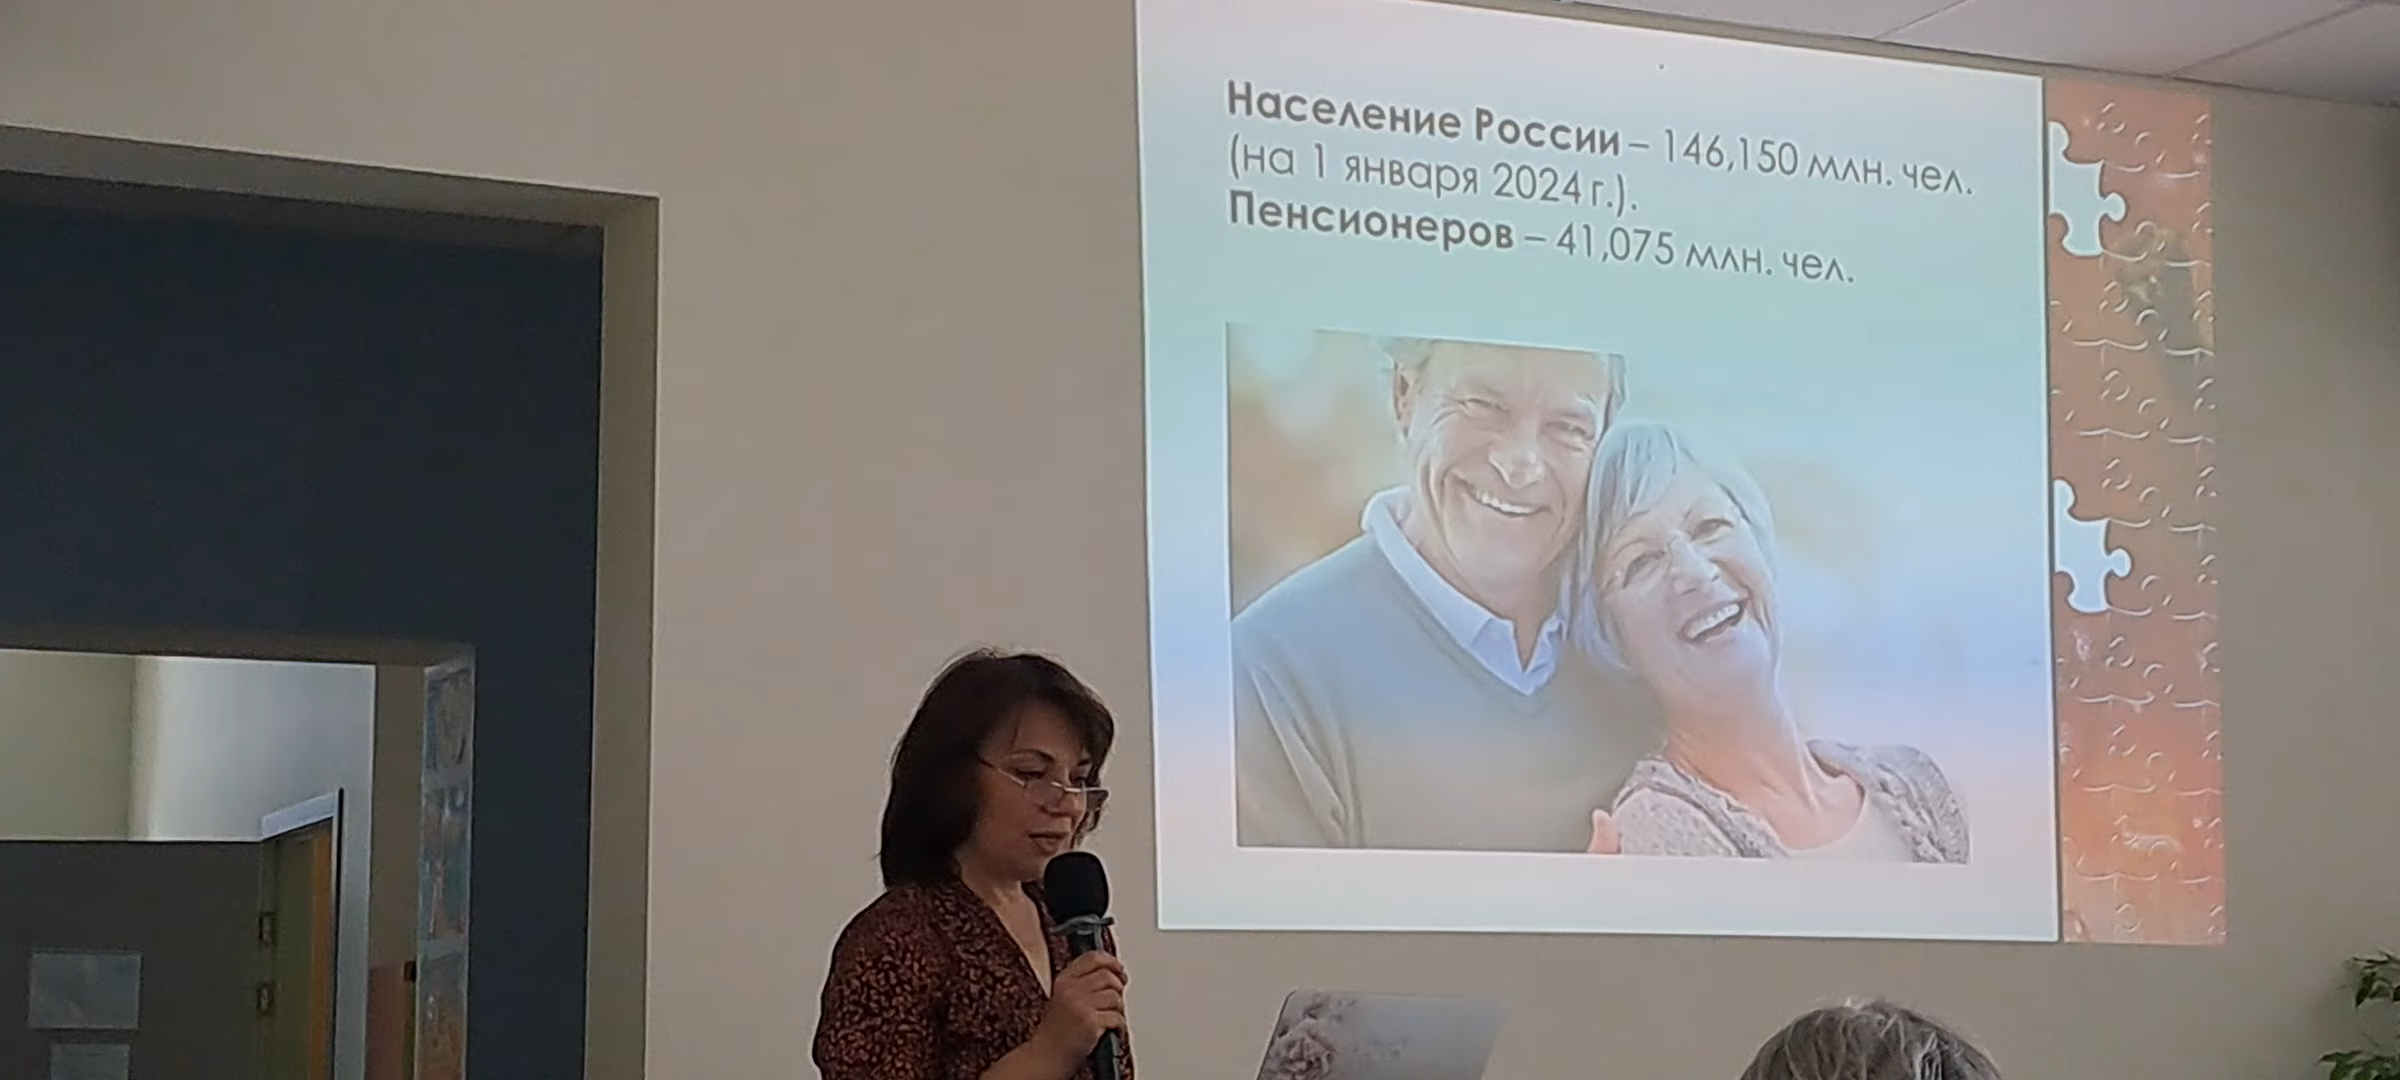 Население России – 146,150 млн. чел.
(на 1 января 2024 г.).
Пенсионеров – 41,075 млн. чел.